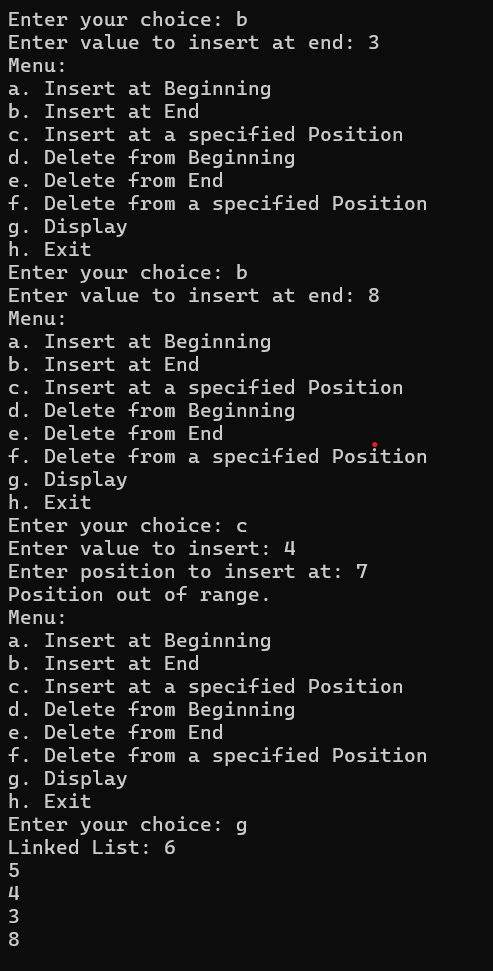 Enter your choice: b
Enter value to insert at end: 3
Menu:
a. Insert at Beginning
b. Insert at End
c. Insert at a specified Position
d. Delete from Beginning
e. Delete from End
f. Delete from a specified Position
g. Display
h. Exit
Enter your choice: b
Enter value to insert at end: 8
Menu:
a. Insert at Beginning
b. Insert at End
c. Insert at a specified Position
d. Delete from Beginning
e. Delete from End
f. Delete from a specified Position
g. Display
h. Exit
Enter your choice: c
Enter value to insert: 4
Enter position to insert at: 7
Position out of range.
Menu:
a. Insert at Beginning
b. Insert at End
c. Insert at a specified Position
d. Delete from Beginning
e. Delete from End
f. Delete from a specified Position
g. Display
h. Exit
Enter your choice: g
Linked List: 6
5
4
3
8